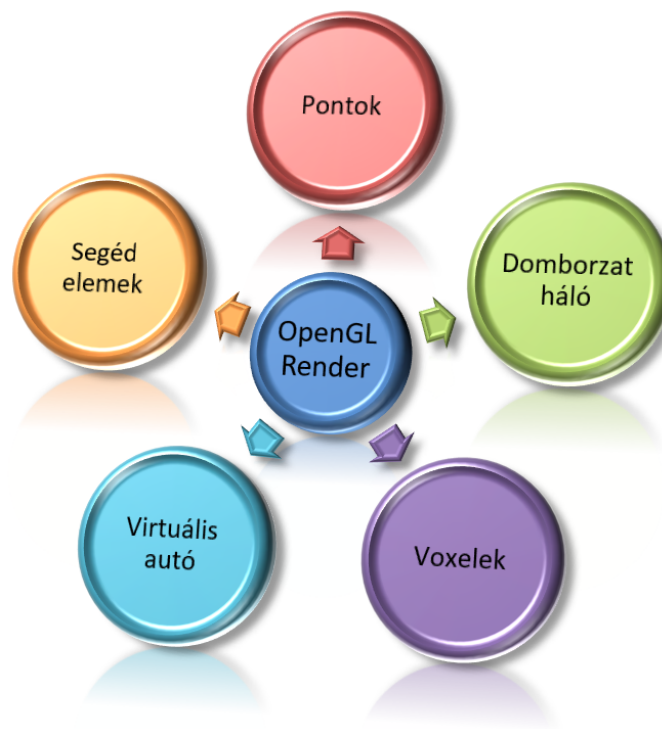 Pontok
Segéd
elemek
Domborzat
háló
OpenGL
Render
Virtuális
autó
Voxelek